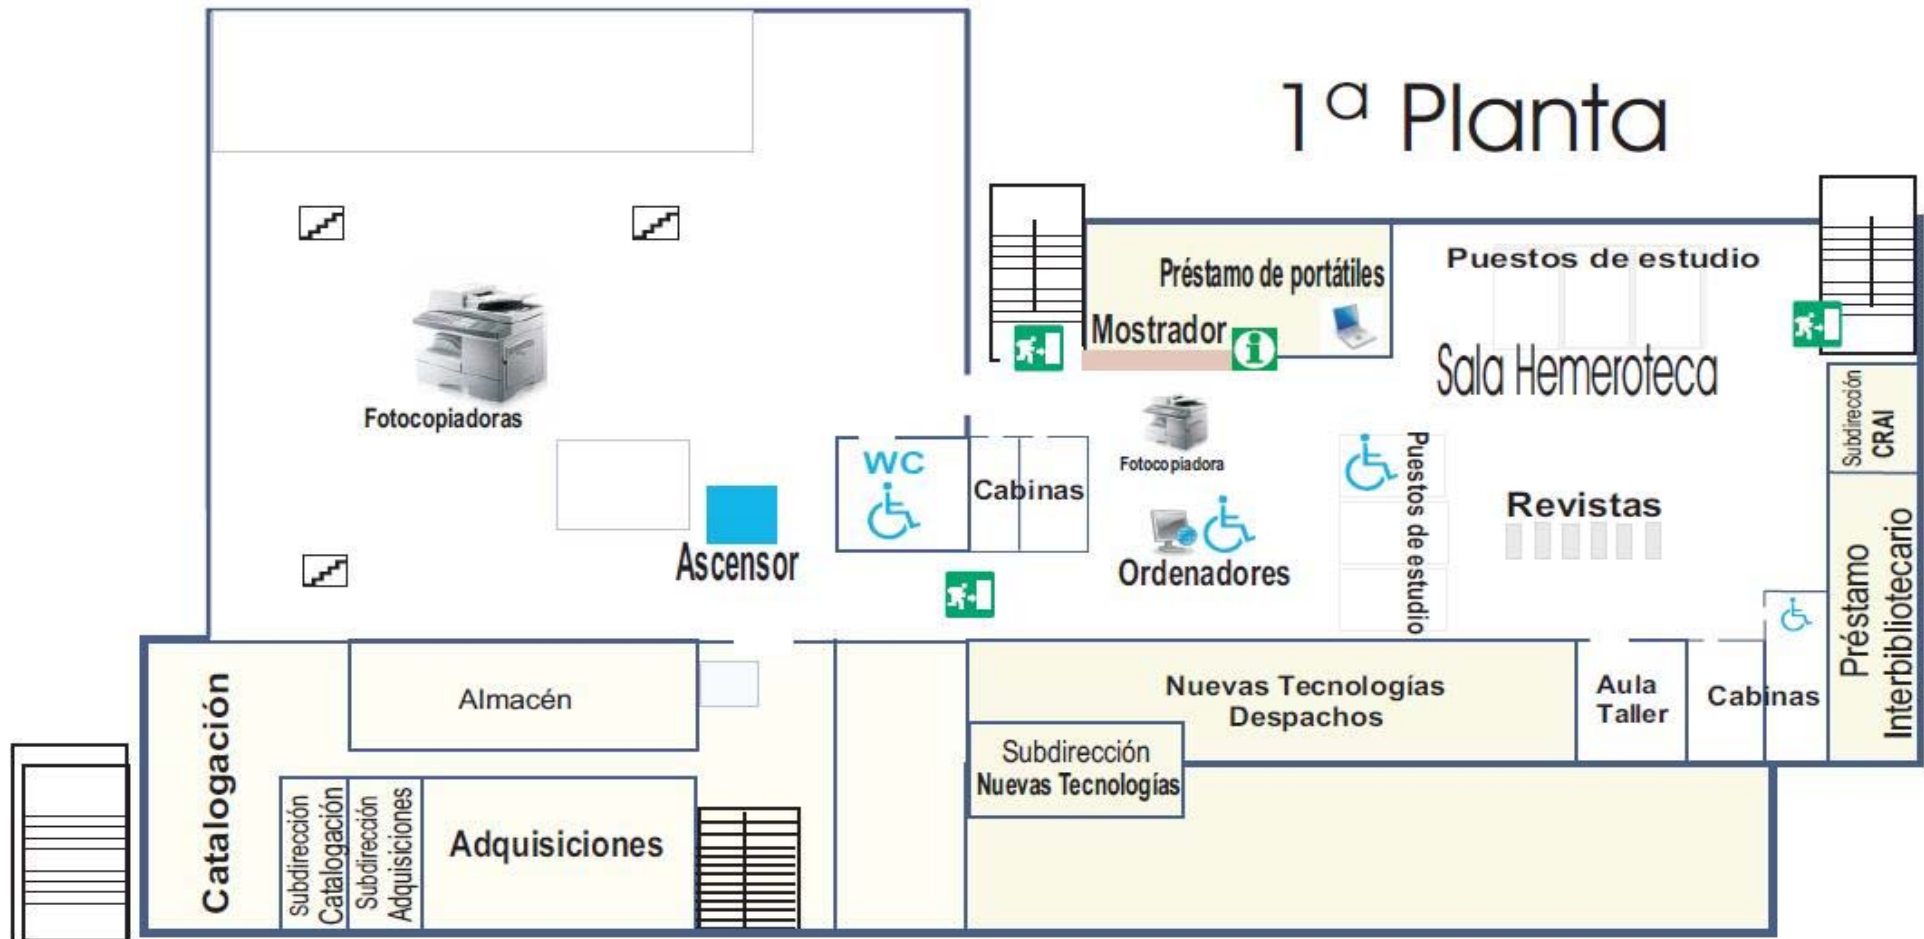 1ª Planta
Puestos de estudio
Préstamo de portátiles
Mostrador
i
Sala Hemeroteca
Fotocopiadoras
Fotocopiadora
Subdirección
CRAI
WC
Cabinas
Puestos de estudio
Revistas
Ascensor
Ordenadores
Préstamo
Interbibliotecario
Catalogación
Almacén
Nuevas Tecnologías
Despachos
Aula
Taller
Cabinas
Subdirección
Nuevas Tecnologías
Subdirección
Catalogación
Subdirección
Adquisiciones
Adquisiciones